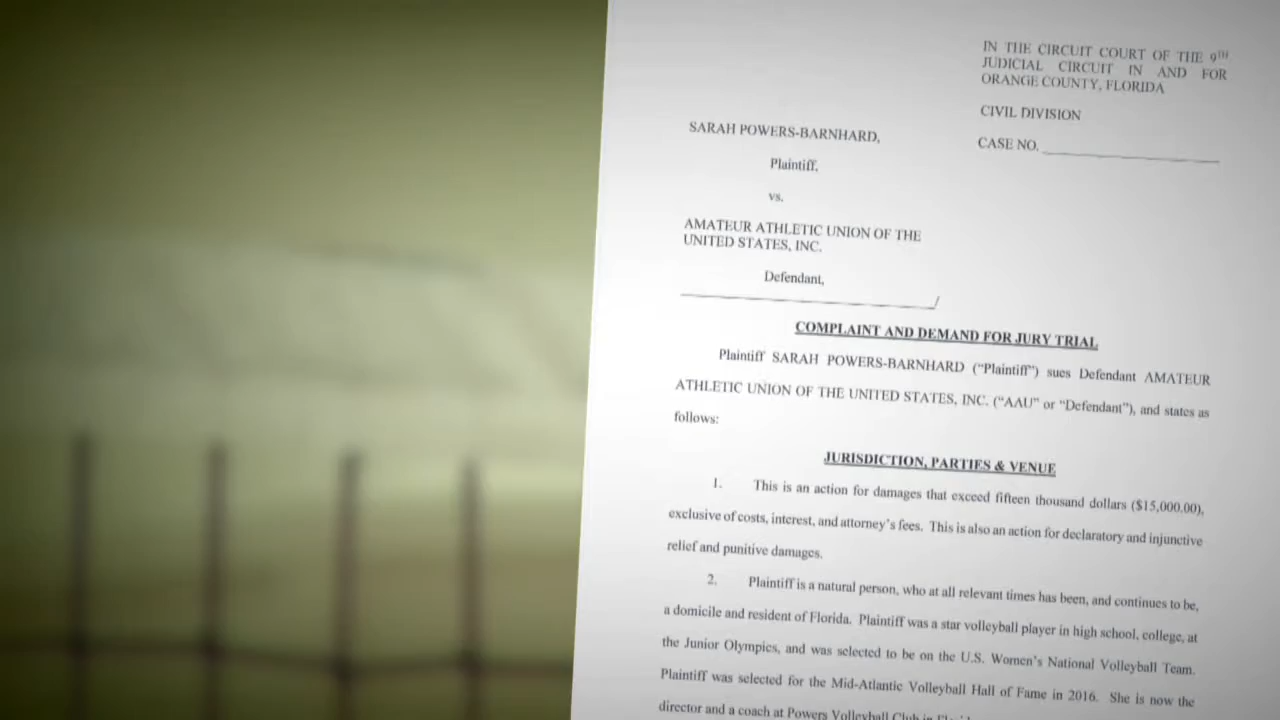 IN THE CIRCUIT COURT OF THE 9TH
JUDICIAL CIRCUIT IN AND FOR
ORANGE COUNTY, FLORIDA
CIVIL DIVISION
CASE NO.
SARAH POWERS-BARNHARD,
Plaintiff,
vs.
AMATEUR ATHLETIC UNION OF THE
UNITED STATES, INC.
Defendant,
/
COMPLAINT AND DEMAND FOR JURY TRIAL
Plaintiff SARAH POWERS-BARNHARD (“Plaintiff”) sues Defendant AMATEUR
ATHLETIC UNION OF THE UNITED STATES, INC. (“AAU” or “Defendant”), and states as
follows:
JURISDICTION, PARTIES & VENUE
1. This is an action for damages that exceed fifteen thousand dollars ($15,000.00),
exclusive of costs, interest, and attorney’s fees. This is also an action for declaratory and injunctive
relief and punitive damages.
2. Plaintiff is a natural person, who at all relevant times has been, and continues to be,
a domicile and resident of Florida. Plaintiff was a star volleyball player in high school, college, at
the Junior Olympics, and was selected to be on the U.S. Women’s National Volleyball Team.
Plaintiff was selected for the Mid-Atlantic Volleyball Hall of Fame in 2016. She is now the
director and a coach at Powers Volleyball Club in